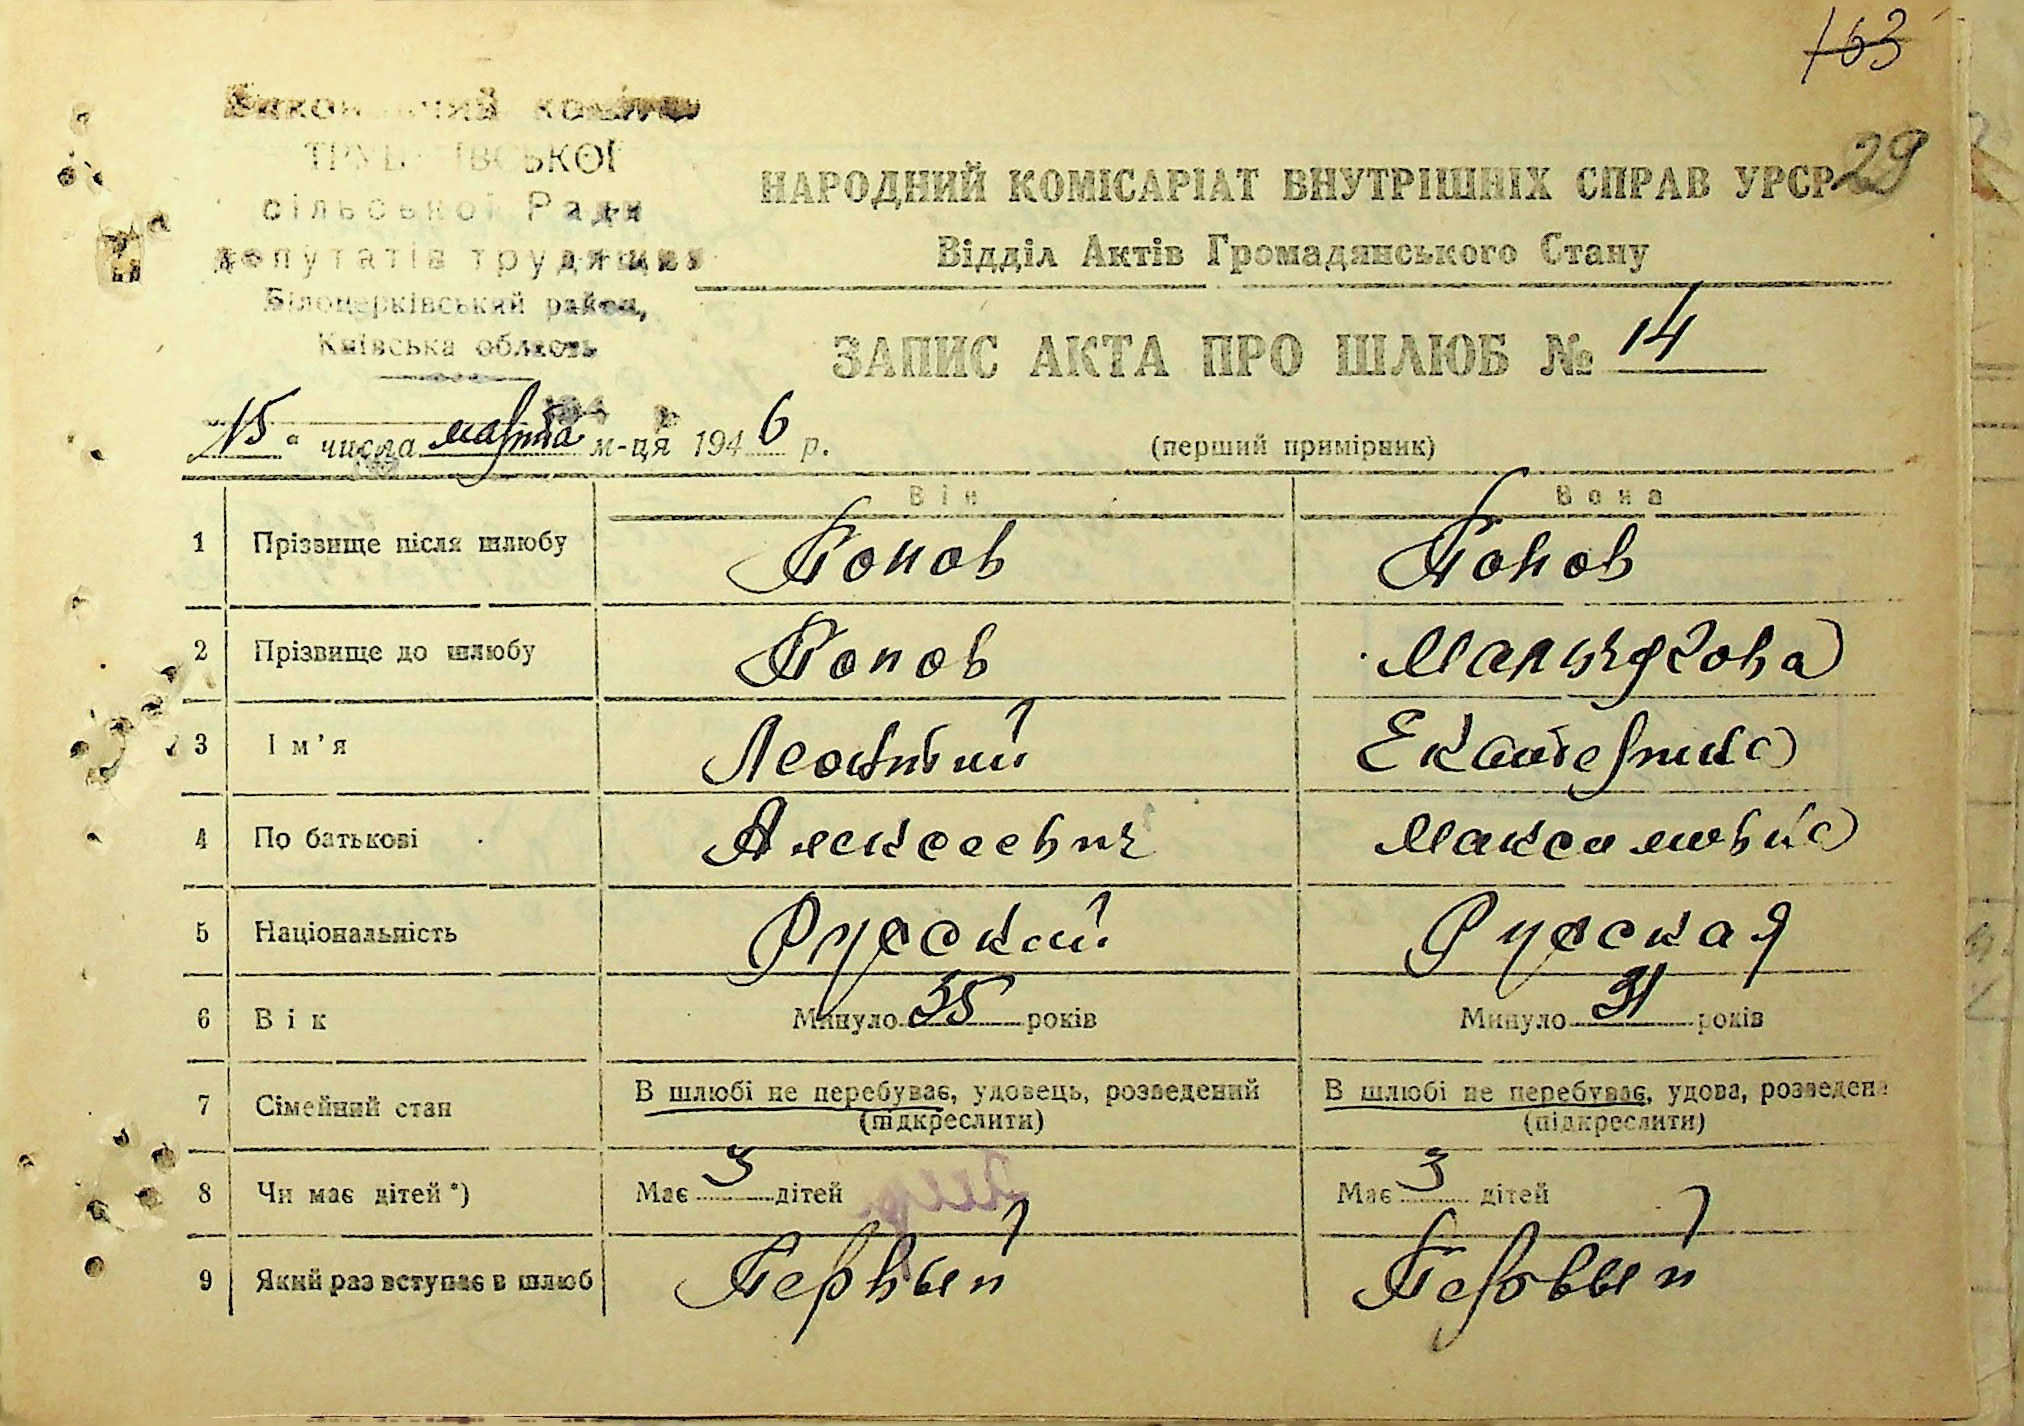 163
29
комітет
сільської Ради
депутатів трудящих
Білоцерківський район,
Київська область
НАРОДНИЙ КОМІСАРІАТ ВНУТРІШНІХ СПРАВ УРСР
Відділ Актів Громадянського Стану
ЗАПИС АКТА ПРО ШЛЮБ № 14
15 " числа марта м-ця 1946 р.
(перший примірник)
Він Вона
1 Прізвище після шлюбу Попов Попов
2 Прізвище до шлюбу Попов
3 Ім'я Леонтий Екатерина
4 По батькові Алексеевич Максимовна
5 Національність Русский Русская
6 Вік Минуло 35 років Минуло 31 років
7 Сімейний стан В шлюбі не перебуває, удовець, розведений В шлюбі не перебуває, удова, розведена
(підкреслити) (підкреслити)
8 Чи має дітей *) Має 3 дітей Має 3 дітей
9 Який раз вступає в шлюб Первый Первый